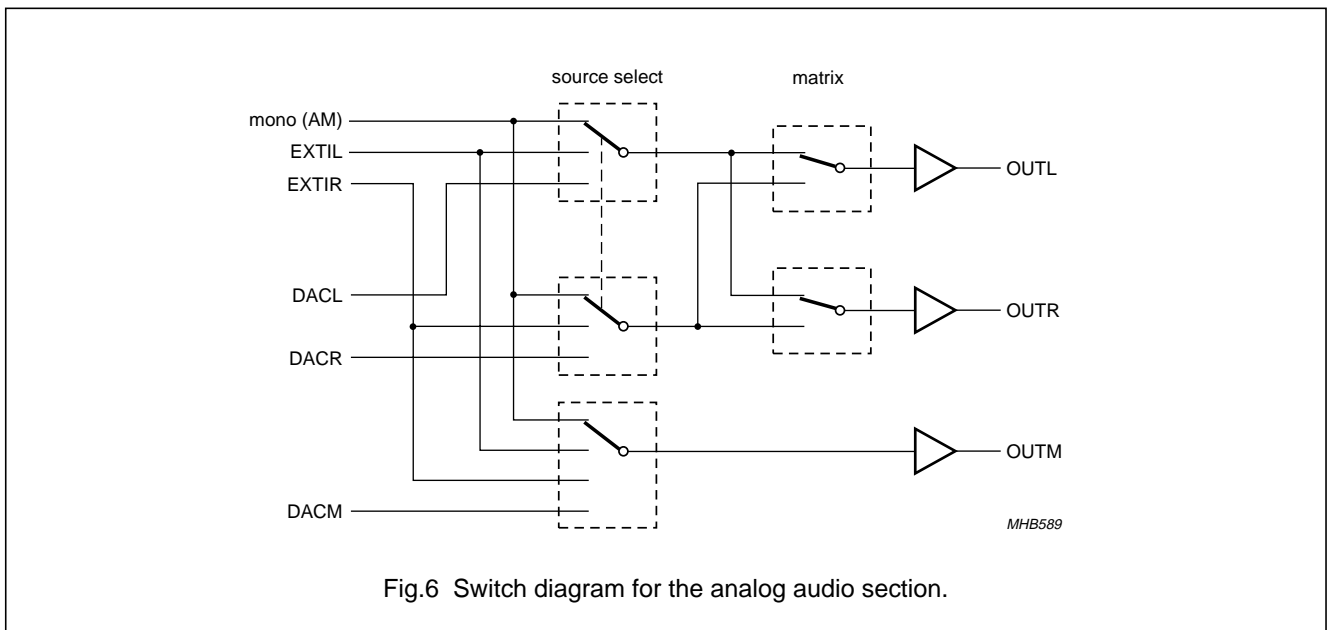 source select
matrix
mono (AM)
EXTIL
EXTIR
OUTL
DACL
OUTR
DACR
OUTM
DACM
MHB589
Fig.6 Switch diagram for the analog audio section.